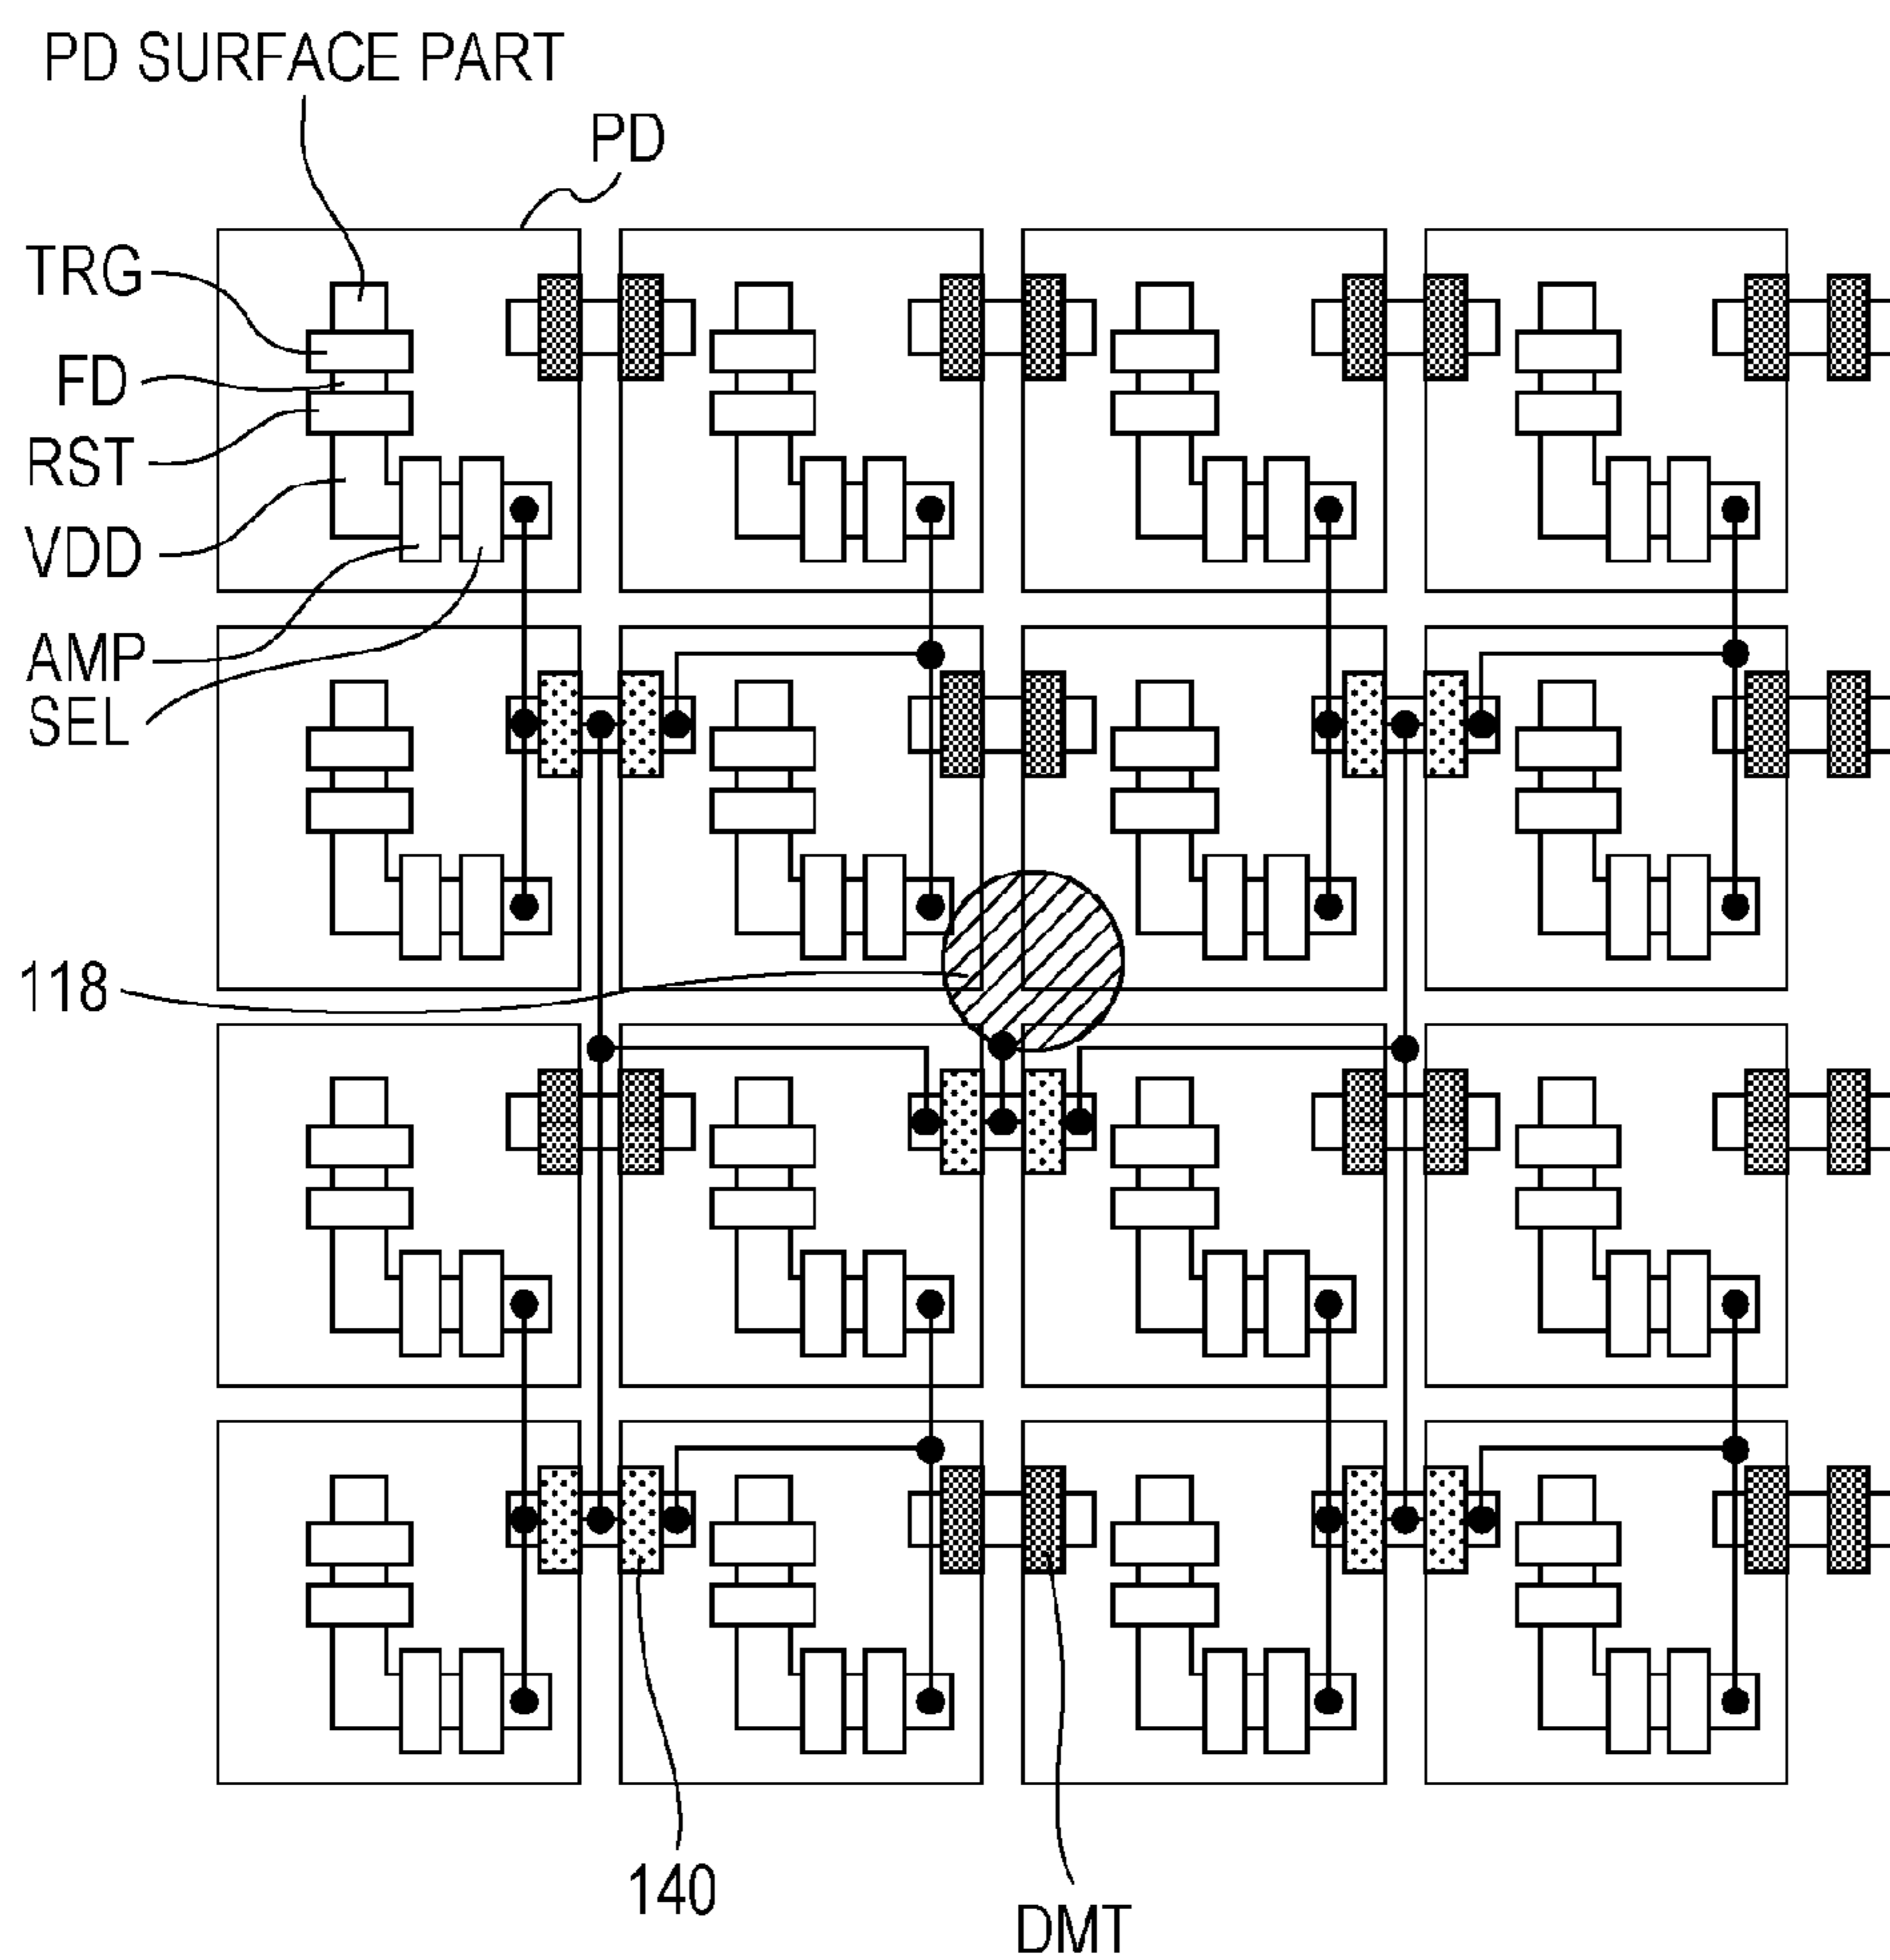 PD SURFACE PART
PD
TRG
FD
RST
VDD
AMP
SEL
118
140
DMT